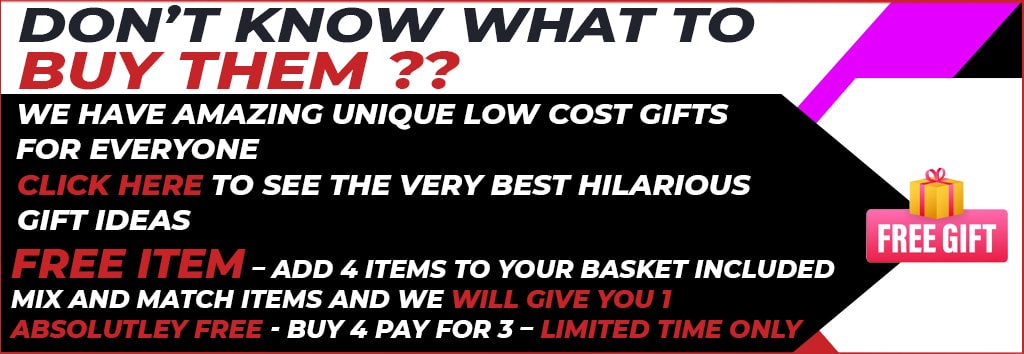 DON'T KNOW WHAT TO
BUY THEM ??
WE HAVE AMAZING UNIQUE LOW COST GIFTS
FOR EVERYONE
CLICK HERE TO SEE THE VERY BEST HILARIOUS
GIFT IDEAS
FREE GIFT
FREE ITEM – ADD 4 ITEMS TO YOUR BASKET INCLUDED
MIX AND MATCH ITEMS AND WE WILL GIVE YOU 1
ABSOLUTLEY FREE - BUY 4 PAY FOR 3 – LIMITED TIME ONLY